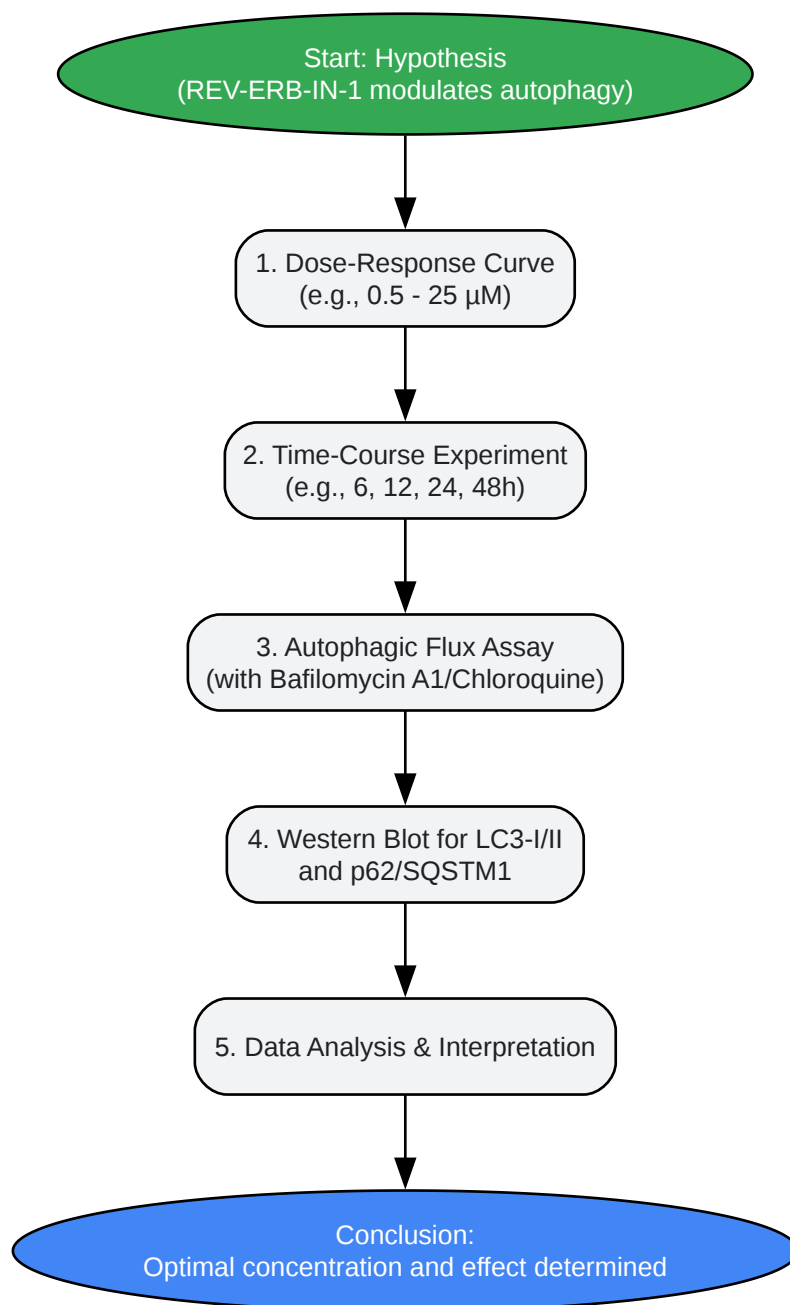 Start: Hypothesis
(REV-ERB-IN-1 modulates autophagy)
1. Dose-Response Curve
(e.g., 0.5 - 25 µM)
2. Time-Course Experiment
(e.g., 6, 12, 24, 48h)
3. Autophagic Flux Assay
(with Bafilomycin A1/Chloroquine)
4. Western Blot for LC3-I/II
and p62/SQSTM1
5. Data Analysis & Interpretation
Conclusion:
Optimal concentration and effect determined